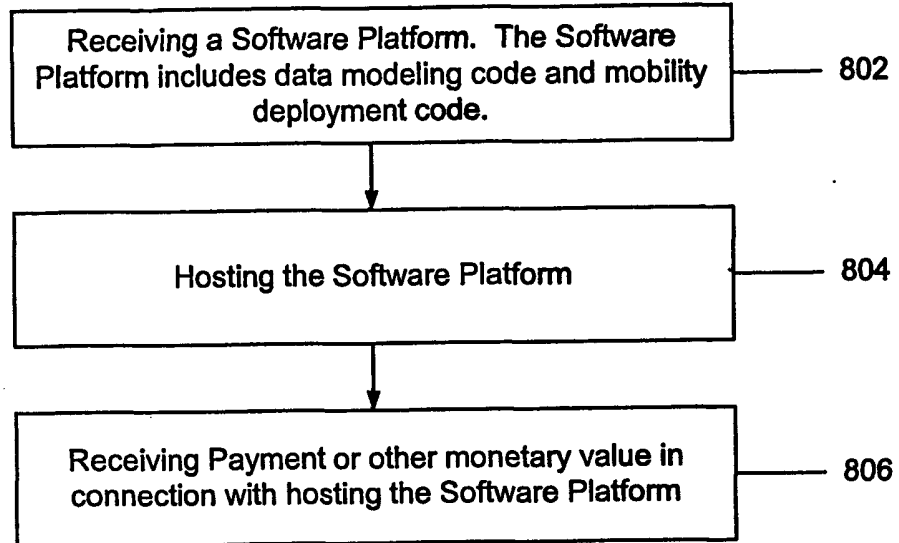 Receiving a Software Platform. The Software
Platform includes data modeling code and mobility
deployment code.
802
Hosting the Software Platform
804
Receiving Payment or other monetary value in
connection with hosting the Software Platform
806